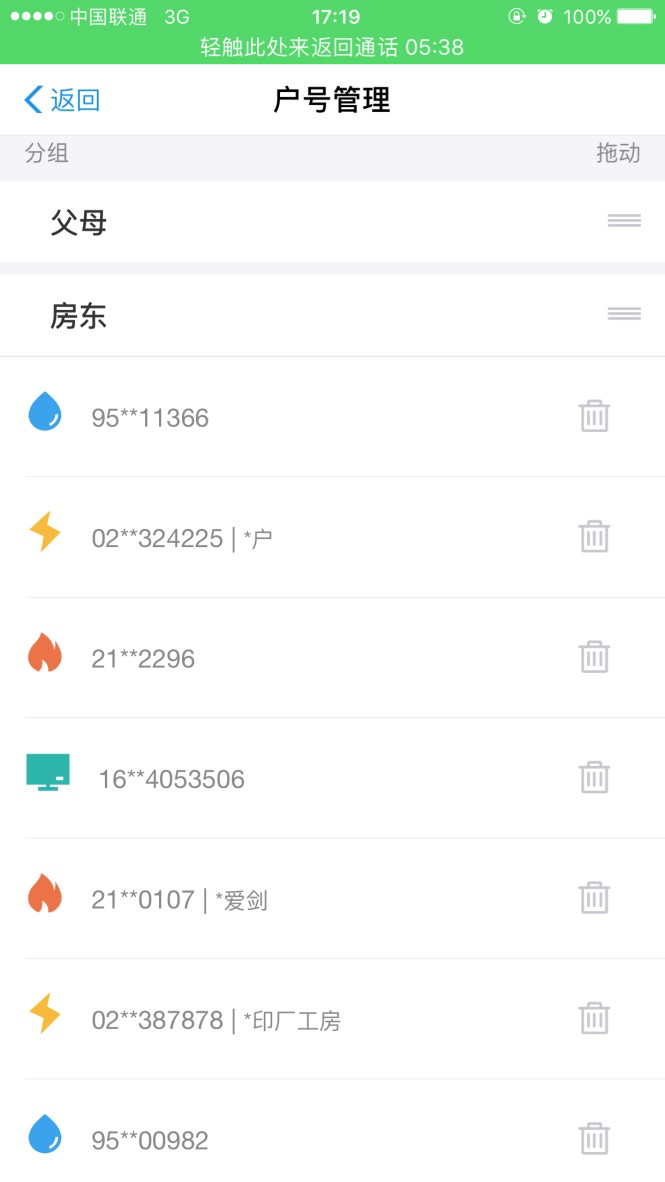 中国联通 3G 17:19 100%
轻触此处来返回通话 05:38
返回 户号管理
分组 拖动
父母
房东
95**11366
02**324225 | *户
21**2296
16**4053506
21**0107 | *爱剑
02**387878 | *印厂工房
95**00982